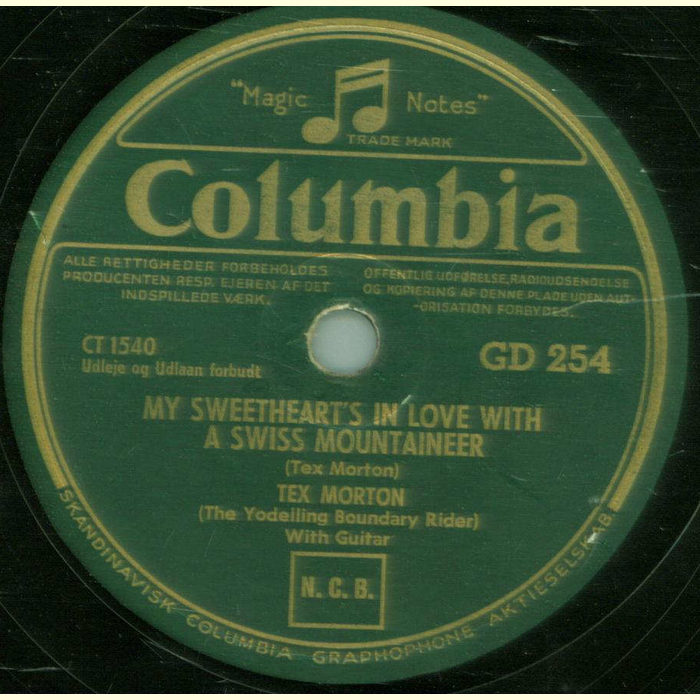 "Magic Notes"
TRADE MARK
Columbia
ALLE RETTIGHEDER FORBEHOLDES
PRODUCENTEN RESP. EJEREN AF DET
INDSPILLEDE VÆRK.
OFFENTLIG UDFØRELSE, RADIOUDSENDELSE
OG KOPIERING AF DENNE PLADE UDEN AUT-
-ORISATION FORBYDES.
CT 1540
Udleje og Udlaan forbudt
GD 254
MY SWEETHEART'S IN LOVE WITH
A SWISS MOUNTAINEER
(Tex Morton)
TEX MORTON
(The Yodelling Boundary Rider)
With Guitar
N. C. B.
SKANDINAVISK COLUMBIA GRAPHOPHONE AKTIESELSKAB